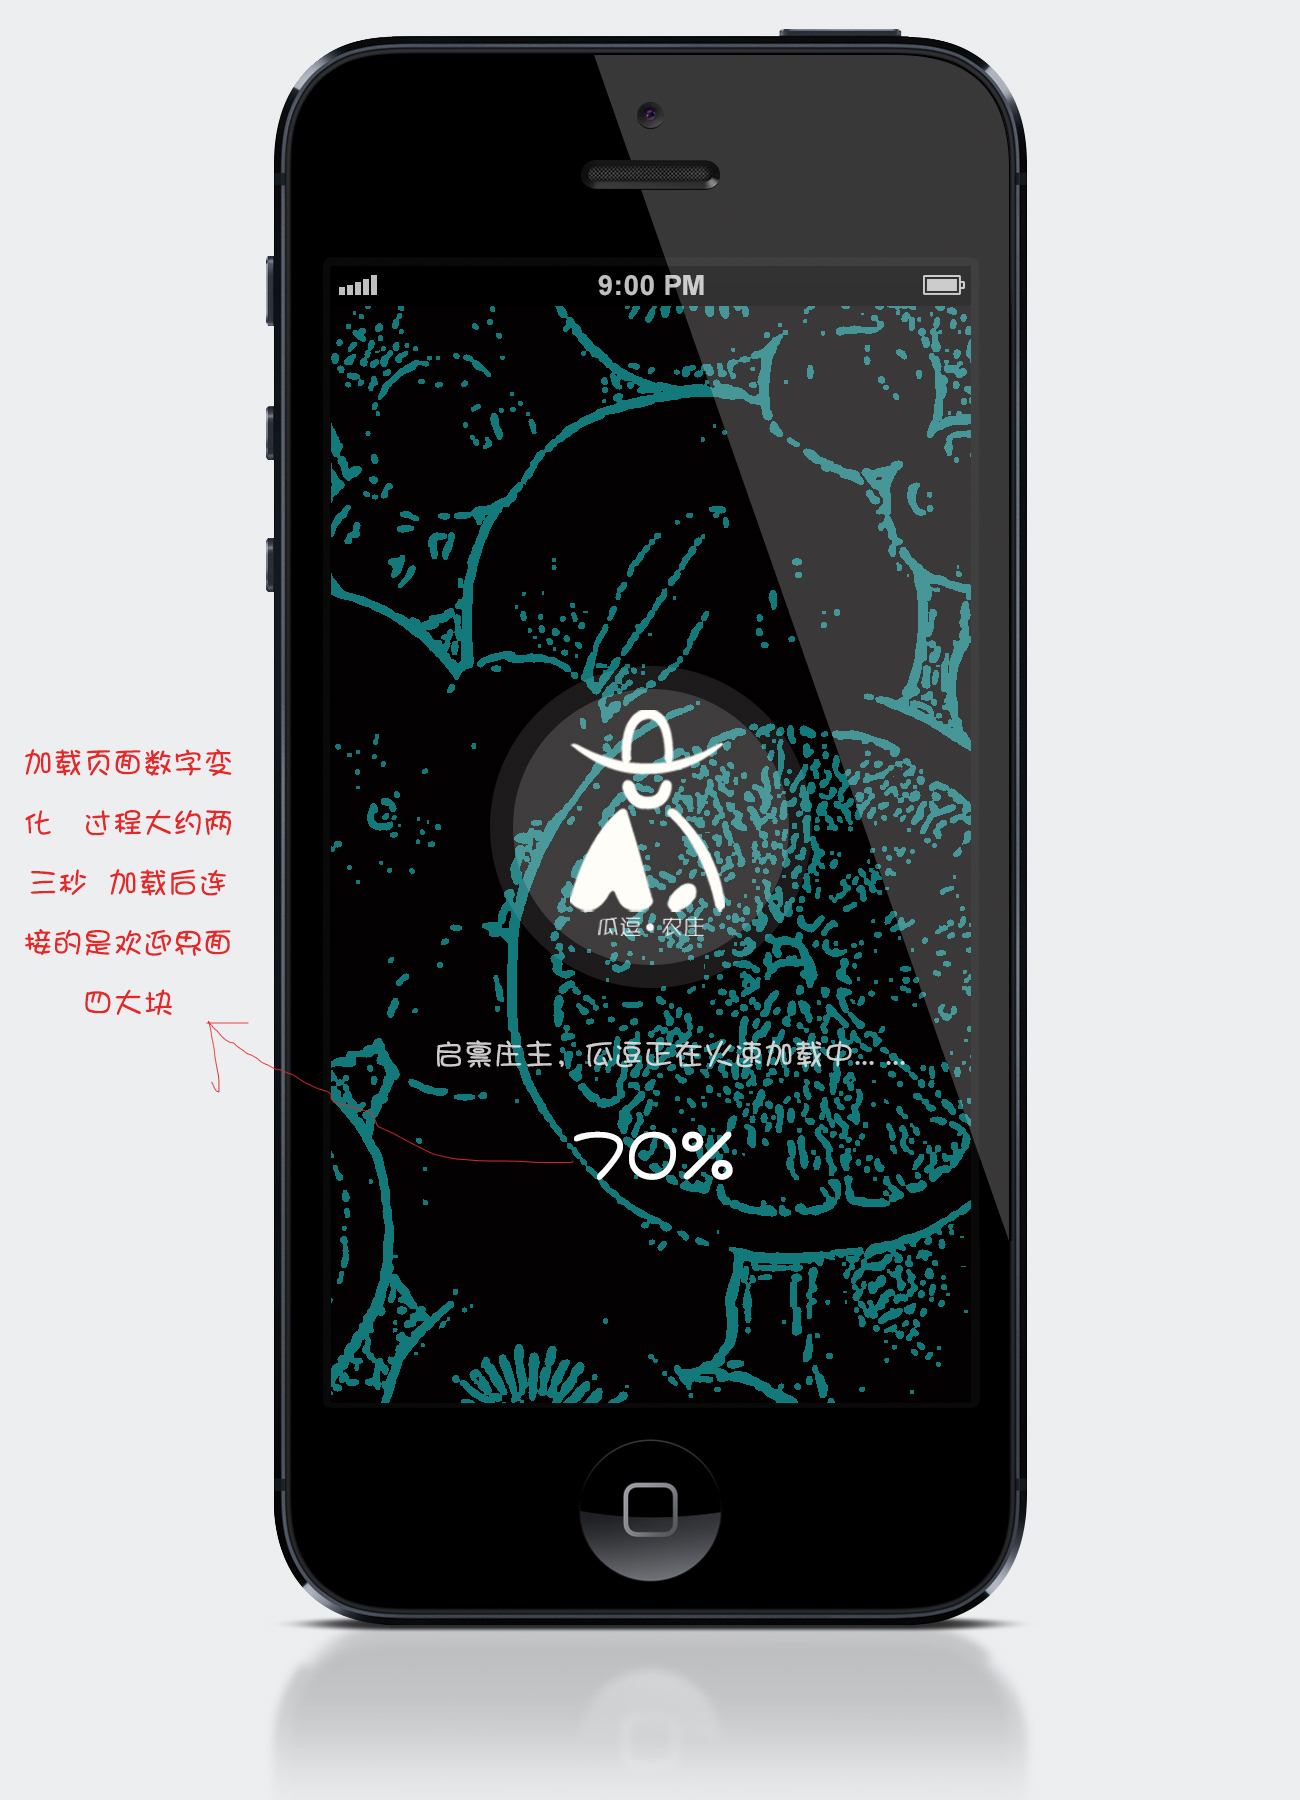 9:00 PM
加载页面数字变
化 过程大约两
三秒 加载后连
接的是欢迎界面
四大块
瓜逗·农庄
启禀庄主，瓜逗正在火速加载中... ...
70%